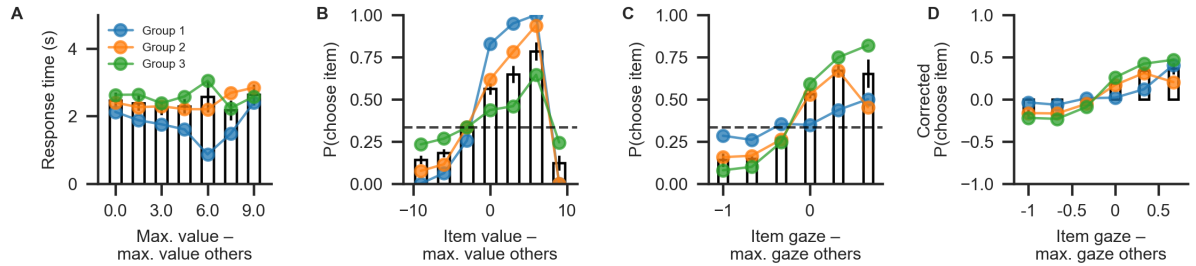 A
Response time (s)
4
2
0
Group 1
Group 2
Group 3
0.0
3.0
6.0
9.0
Max. value –
max. value others
B
P(choose item)
1.00
0.75
0.50
0.25
0.00
−10
0
10
Item value –
max. value others
C
P(choose item)
1.00
0.75
0.50
0.25
0.00
−1
0
Item gaze –
max. gaze others
D
Corrected
P(choose item)
1.0
0.5
0.0
−0.5
−1.0
-1
-0.5
0
0.5
Item gaze –
max. gaze others